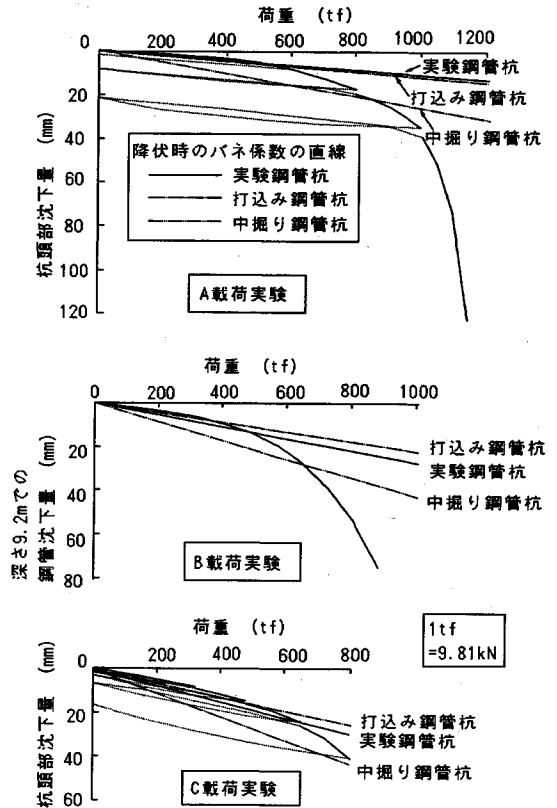 荷重 (tf)
0 200 400 600 800 1000 1200
0
20
40
60
80
100
120
杭頭部沈下量 (mm)
実験鋼管杭
打込み鋼管杭
中掘り鋼管杭
降伏時のバネ係数の直線
実験鋼管杭
打込み鋼管杭
中掘り鋼管杭
A載荷実験
荷重 (tf)
0 200 400 600 800 1000
20
40
60
80
深さ9.2mでの
鋼管沈下量 (mm)
打込み鋼管杭
実験鋼管杭
中掘り鋼管杭
B載荷実験
荷重 (tf)
0 200 400 600 800
0
20
40
60
杭頭部沈下量 (mm)
1tf
=9.81kN
打込み鋼管杭
実験鋼管杭
中掘り鋼管杭
C載荷実験